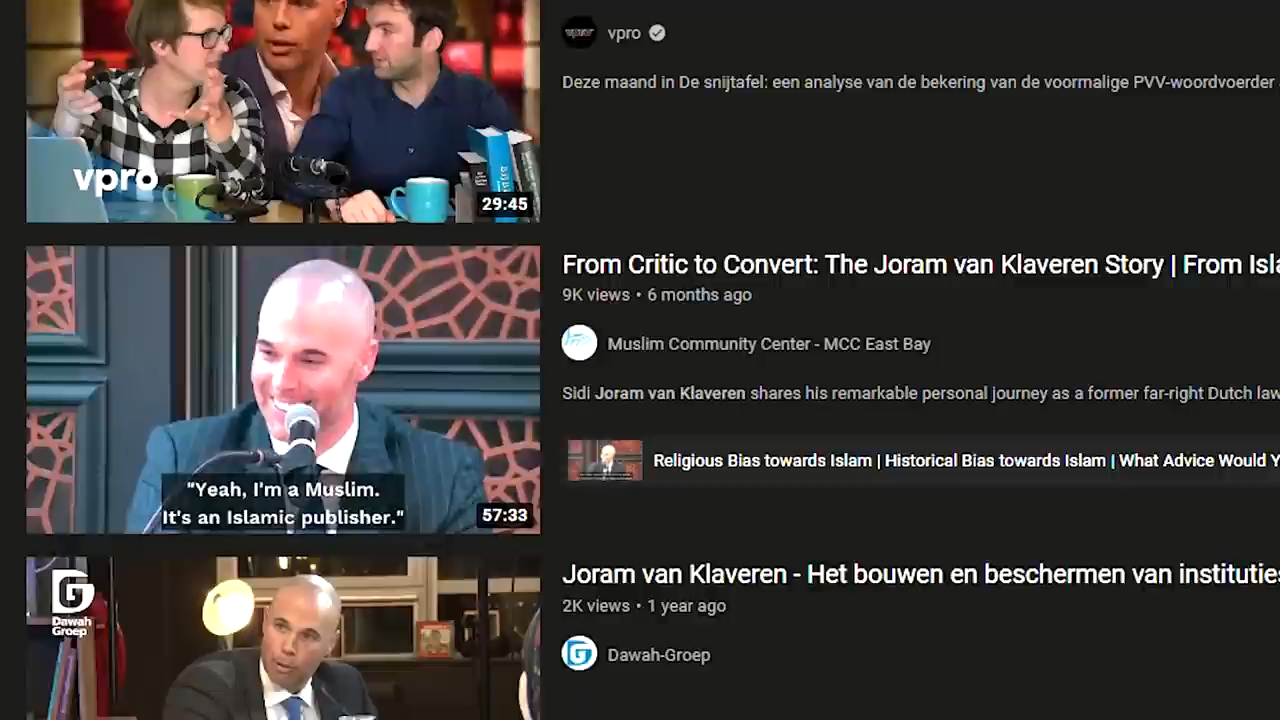 vpro
Deze maand in De snijtafel: een analyse van de bekering van de voormalige PVV-woordvoerder
vpro
29:45
From Critic to Convert: The Joram van Klaveren Story | From Isla
9K views • 6 months ago
Muslim Community Center - MCC East Bay
Sidi Joram van Klaveren shares his remarkable personal journey as a former far-right Dutch law
Religious Bias towards Islam | Historical Bias towards Islam | What Advice Would Y
"Yeah, I'm a Muslim.
It's an Islamic publisher."
57:33
Joram van Klaveren - Het bouwen en beschermen van instituties
2K views • 1 year ago
Dawah-Groep
Dawah
Groep